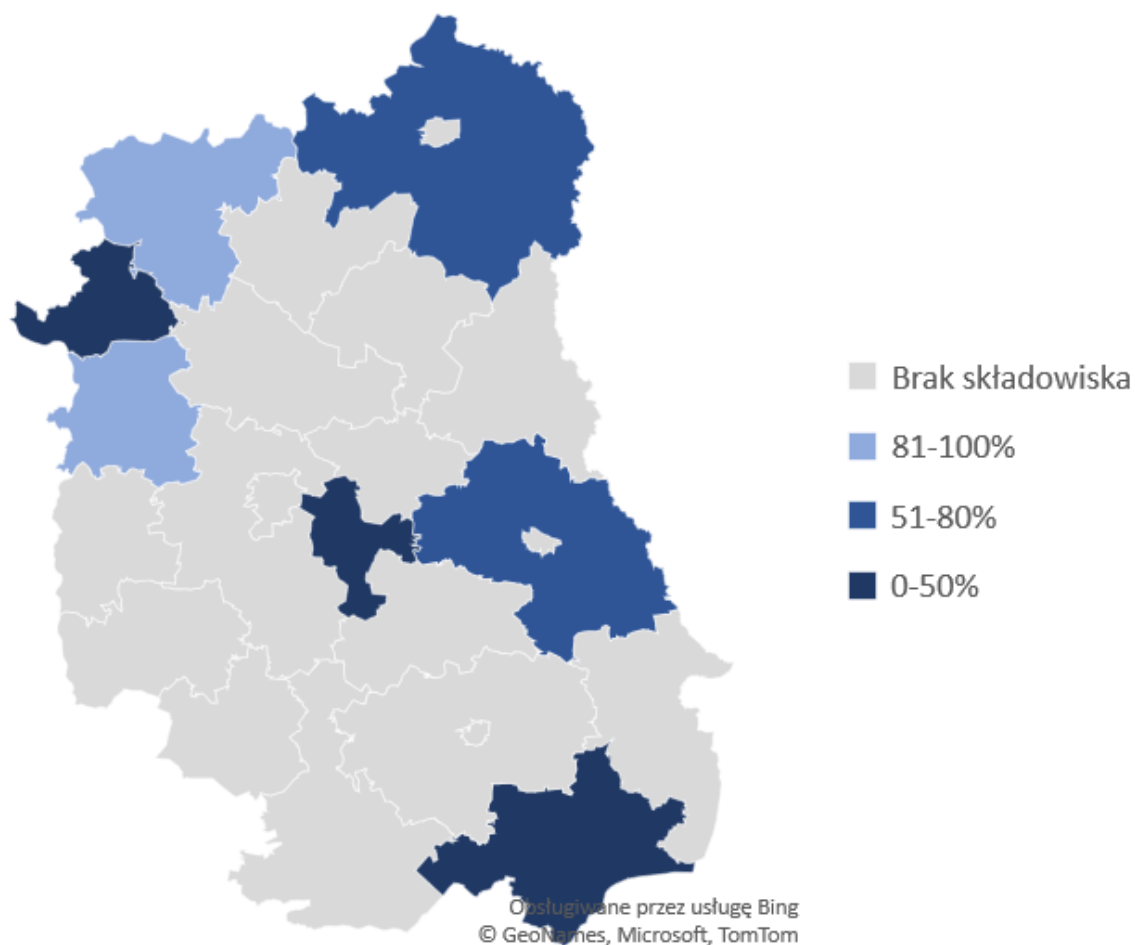 Brak składowiska
81-100%
51-80%
0-50%
Obsługiwane przez usługę Bing
© GeoNames, Microsoft, TomTom